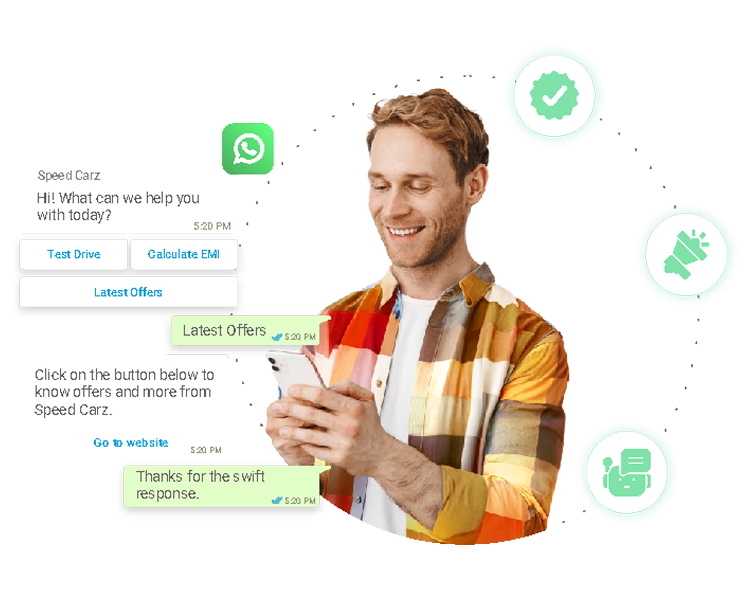 Speed Carz
Hi! What can we help you
with today?
5:20 PM
Test Drive
Calculate EMI
Latest Offers
Latest Offers
5:20 PM
Click on the button below to
know offers and more from
Speed Carz.
Go to website
5:20 PM
Thanks for the swift
response.
5:20 PM